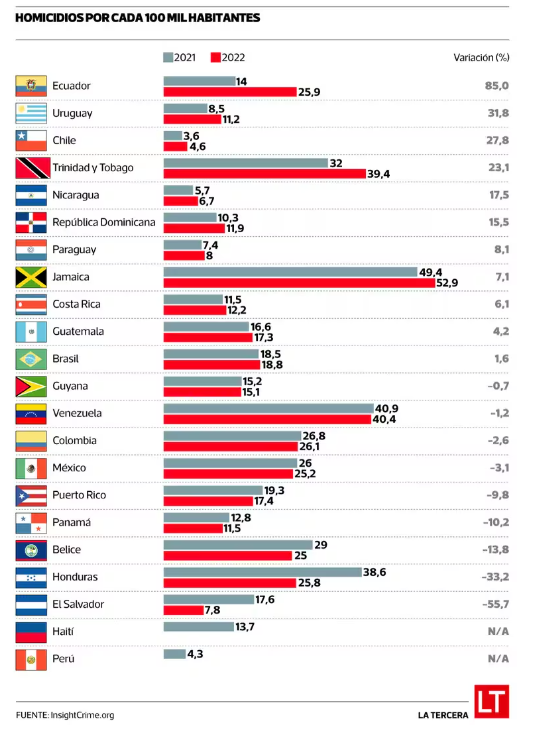 HOMICIDIOS POR CADA 100 MIL HABITANTES
2021 2022 Variación (%)
Ecuador 14 25,9 85,0
Uruguay 8,5 11,2 31,8
Chile 3,6 4,6 27,8
Trinidad y Tobago 32 39,4 23,1
Nicaragua 5,7 6,7 17,5
República Dominicana 10,3 11,9 15,5
Paraguay 7,4 8 8,1
Jamaica 49,4 52,9 7,1
Costa Rica 11,5 12,2 6,1
Guatemala 16,6 17,3 4,2
Brasil 18,5 18,8 1,6
Guyana 15,2 15,1 -0,7
Venezuela 40,9 40,4 -1,2
Colombia 26,8 26,1 -2,6
México 26 25,2 -3,1
Puerto Rico 19,3 17,4 -9,8
Panamá 12,8 11,5 -10,2
Belice 29 25 -13,8
Honduras 38,6 25,8 -33,2
El Salvador 17,6 7,8 -55,7
Haití 13,7 N/A
Perú 4,3 N/A
FUENTE: InsightCrime.org LA TERCERA LT